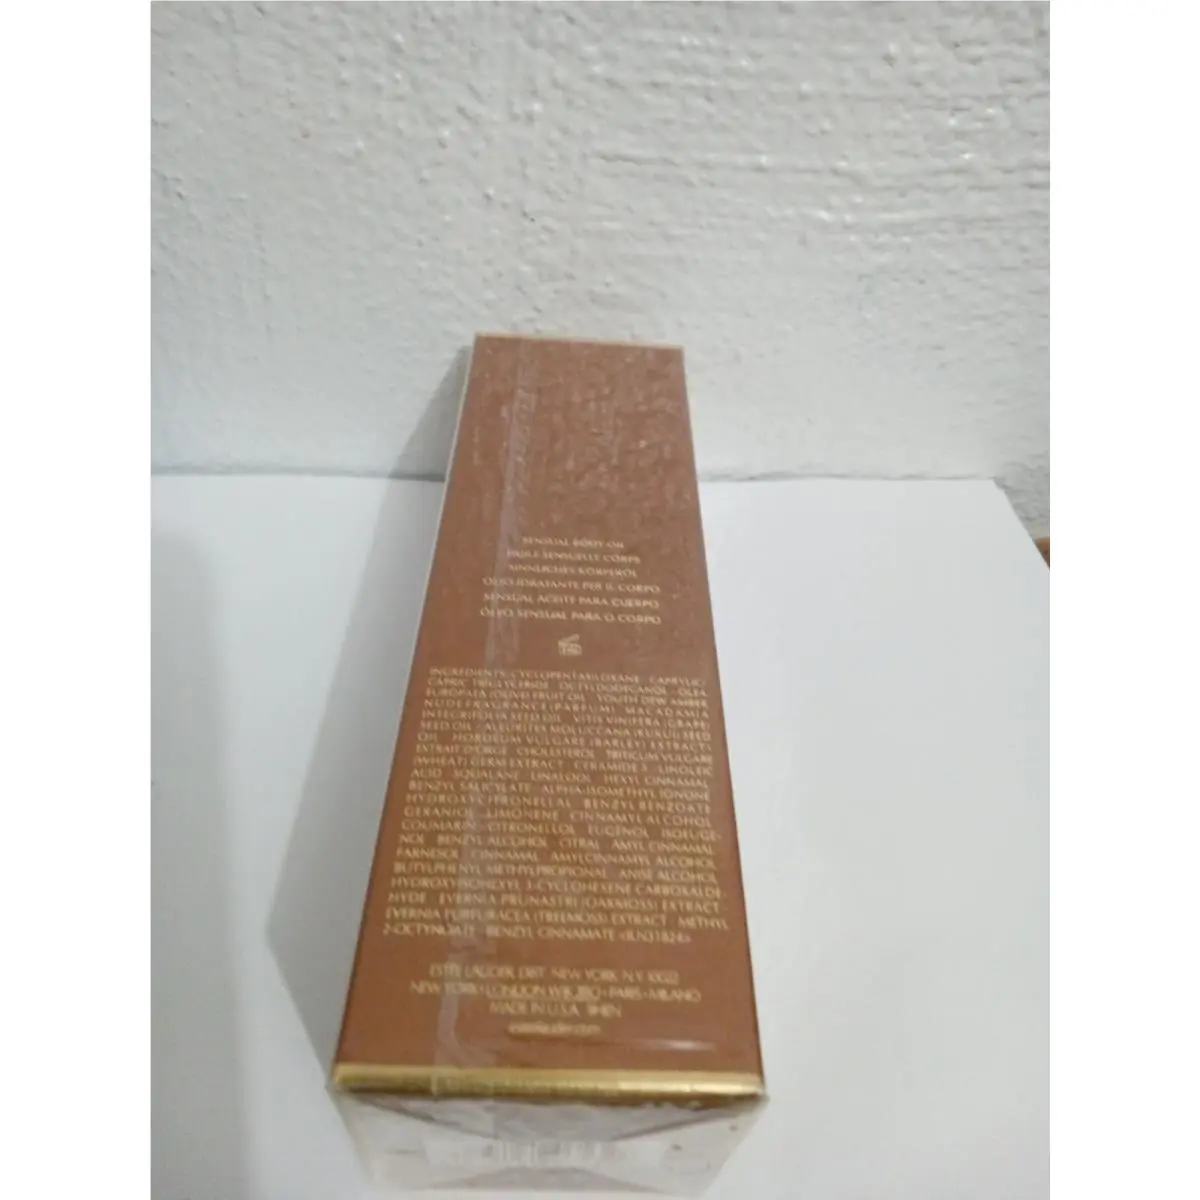 SENSUAL BODY OIL
HUILE SENSUELLE CORPS
SINNLICHES KÖRPERÖL
OLIO IDRATANTE PER IL CORPO
SENSUAL ACEITE PARA CUERPO
ÓLEO SENSUAL PARA O CORPO
INGREDIENTS: CYCLOPENTASILOXANE · CAPRYLIC/
CAPRIC TRIGLYCERIDE · OCTYLDODECANOL · OLEA
EUROPAEA (OLIVE) FRUIT OIL · YOUTH DEW AMBER
NUDE FRAGRANCE (PARFUM) · MACADAMIA
INTEGRIFOLIA SEED OIL · VITIS VINIFERA (GRAPE)
SEED OIL · ALEURITES MOLUCCANA (KUKUI) SEED
OIL · HORDEUM VULGARE (BARLEY) EXTRACT\
EXTRAIT D'ORGE · CHOLESTEROL · TRITICUM VULGARE
(WHEAT) GERM EXTRACT · CERAMIDE 3 · LINOLEIC
ACID · SQUALANE · LINALOOL · HEXYL CINNAMAL
BENZYL SALICYLATE · ALPHA-ISOMETHYL IONONE
HYDROXYCITRONELLAL · BENZYL BENZOATE
GERANIOL · LIMONENE · CINNAMYL ALCOHOL
COUMARIN · CITRONELLOL · EUGENOL · ISOEUGE-
NOL · BENZYL ALCOHOL · CITRAL · AMYL CINNAMAL
FARNESOL · CINNAMAL · AMYLCINNAMYL ALCOHOL
BUTYLPHENYL METHYLPROPIONAL · ANISE ALCOHOL
HYDROXYISOHEXYL 3-CYCLOHEXENE CARBOXALDE-
HYDE · EVERNIA PRUNASTRI (OAKMOSS) EXTRACT
EVERNIA FURFURACEA (TREEMOSS) EXTRACT · METHYL
2-OCTYNOATE · BENZYL CINNAMATE <ILN31824>
ESTEE LAUDER, DIST. NEW YORK, N.Y. 10022
NEW YORK · LONDON · PARIS · MILANO
MADE IN U.S.A.
esteelauder.com